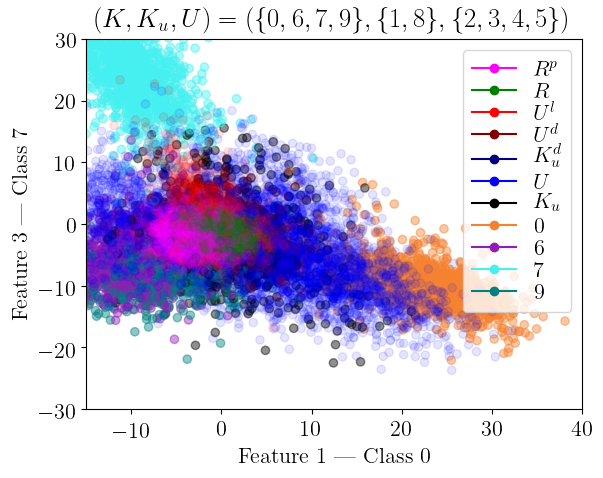 (K, K_u, U) = ({0, 6, 7, 9}, {1, 8}, {2, 3, 4, 5})
30
20
10
0
−10
−20
−30
Feature 3 — Class 7
R^p
R
U^l
U^d
K_u^d
U
K_u
0
6
7
9
−10
0
10
20
30
40
Feature 1 — Class 0